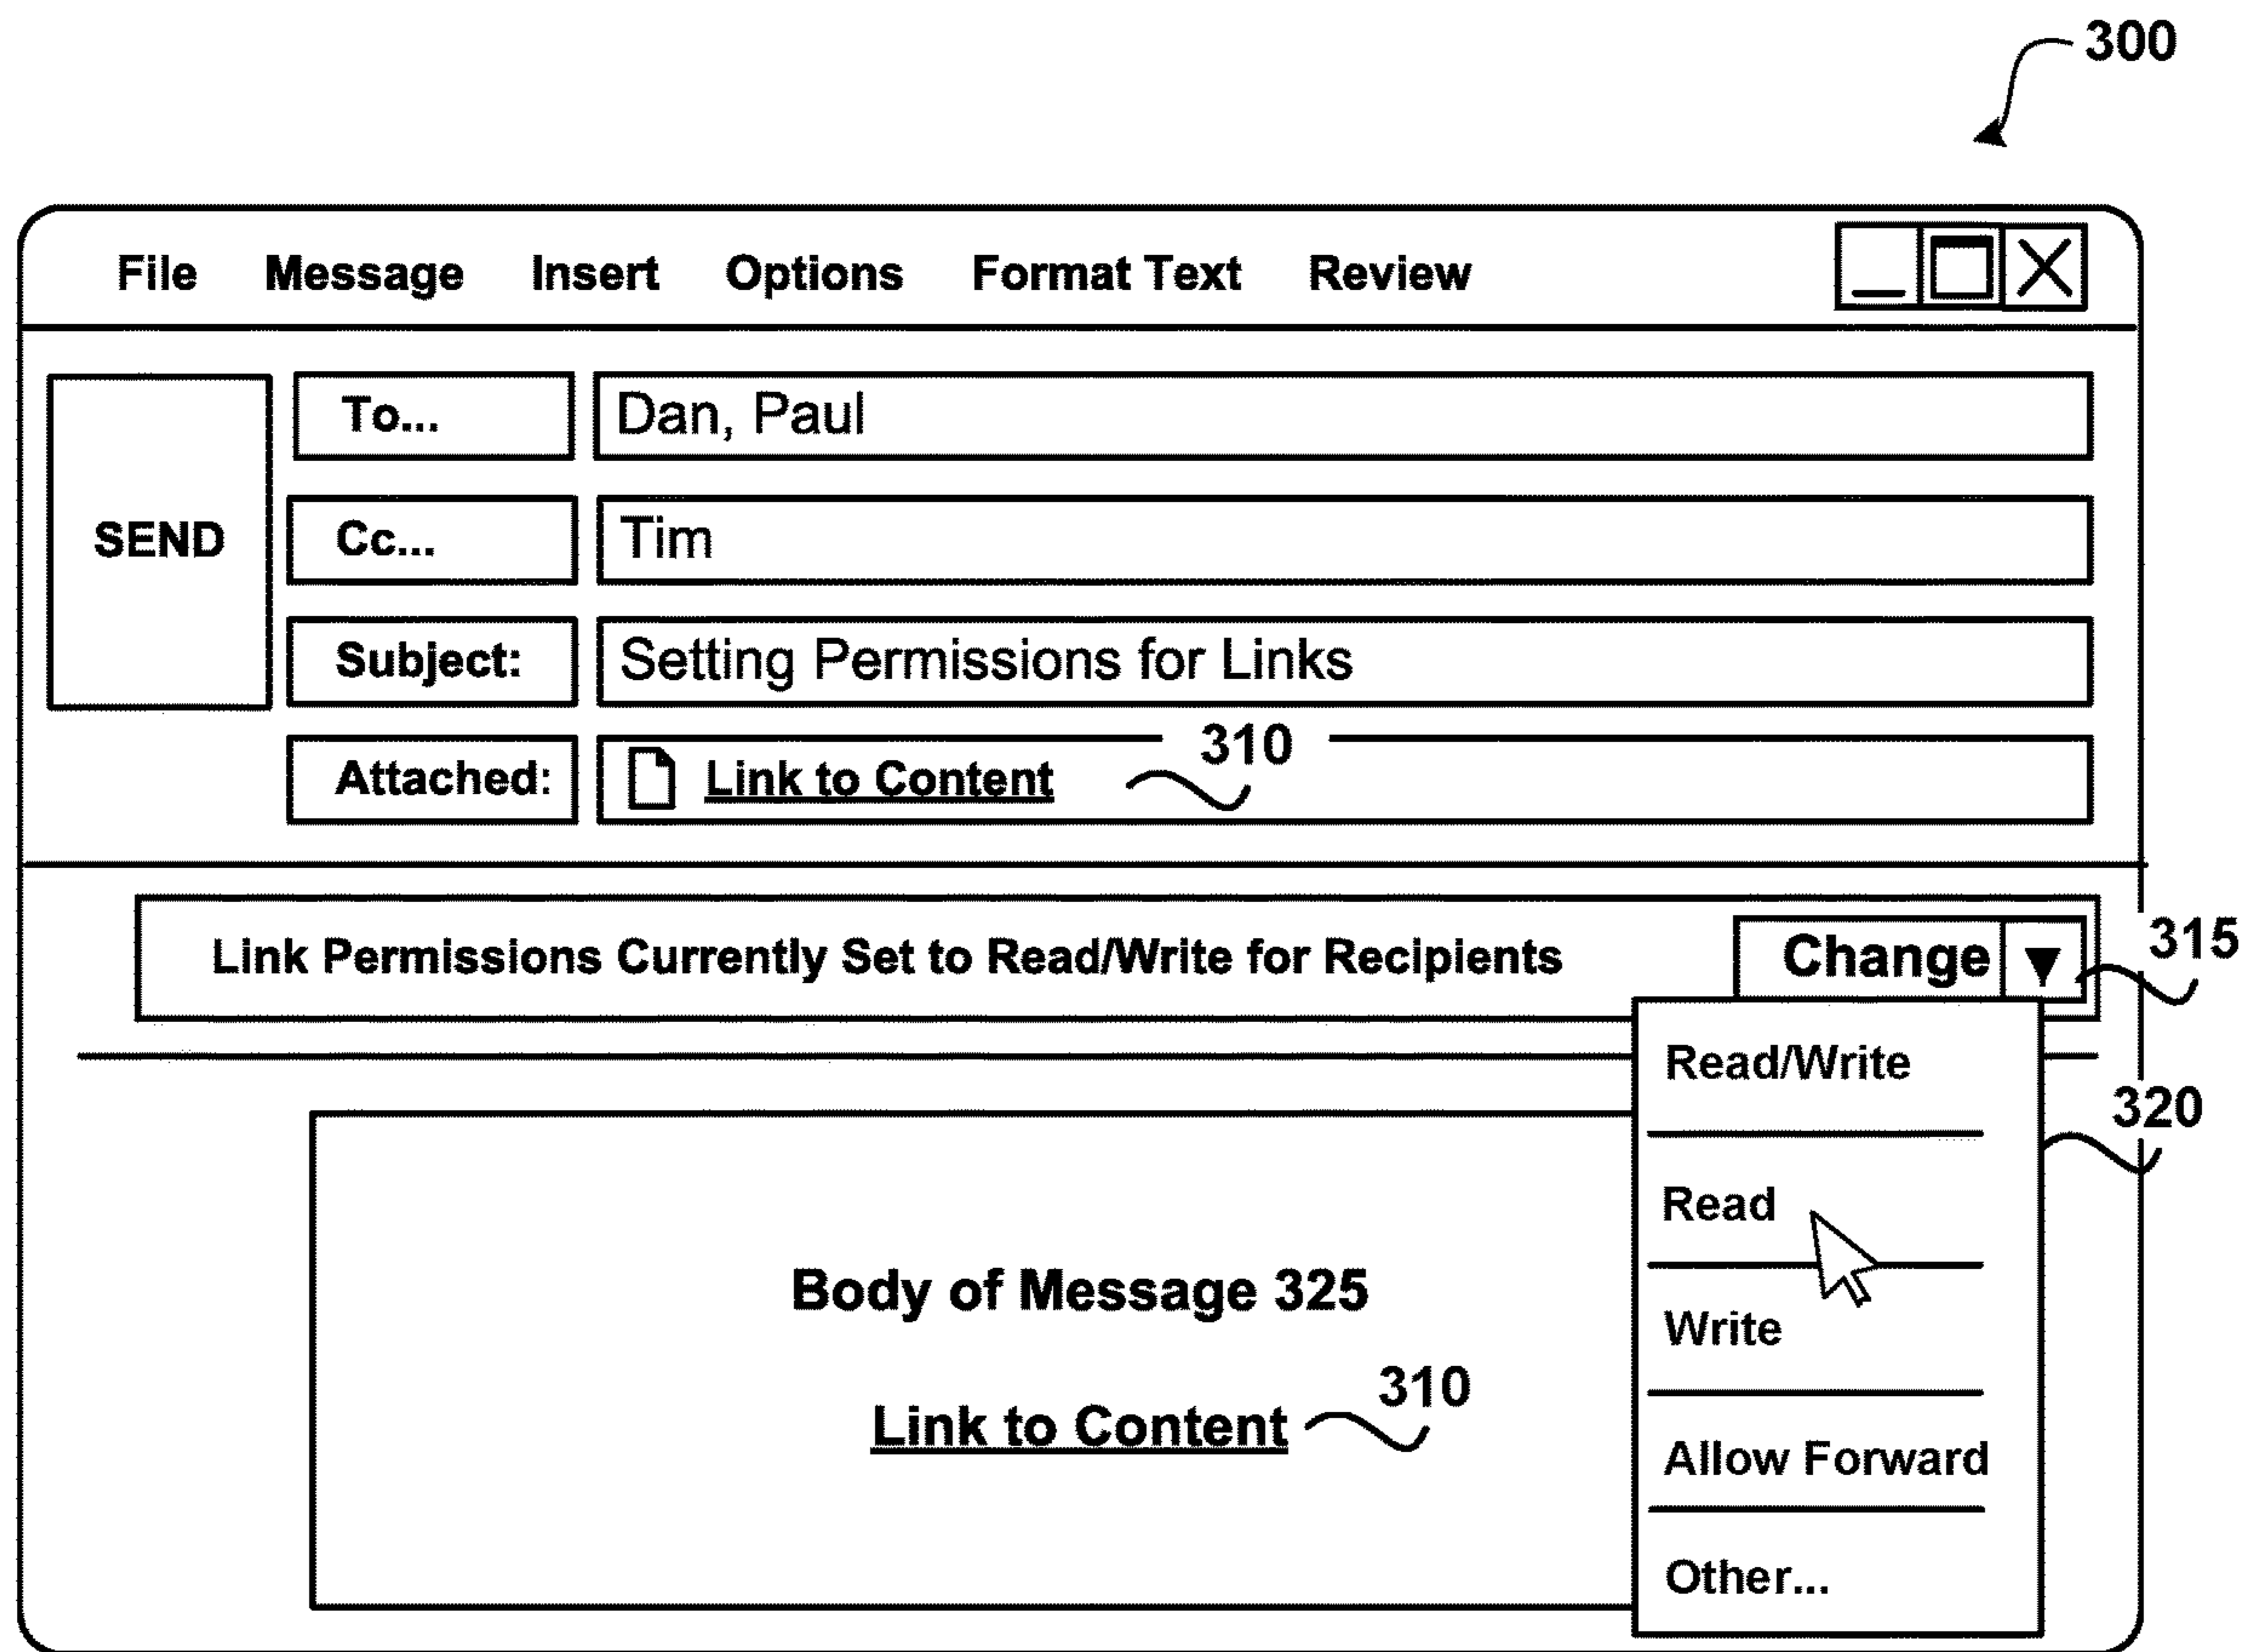 300
File Message Insert Options Format Text Review
To... Dan, Paul
SEND Cc... Tim
Subject: Setting Permissions for Links
Attached: Link to Content 310
Link Permissions Currently Set to Read/Write for Recipients Change 315
Read/Write
320
Read
Body of Message 325
Write
Link to Content 310
Allow Forward
Other...